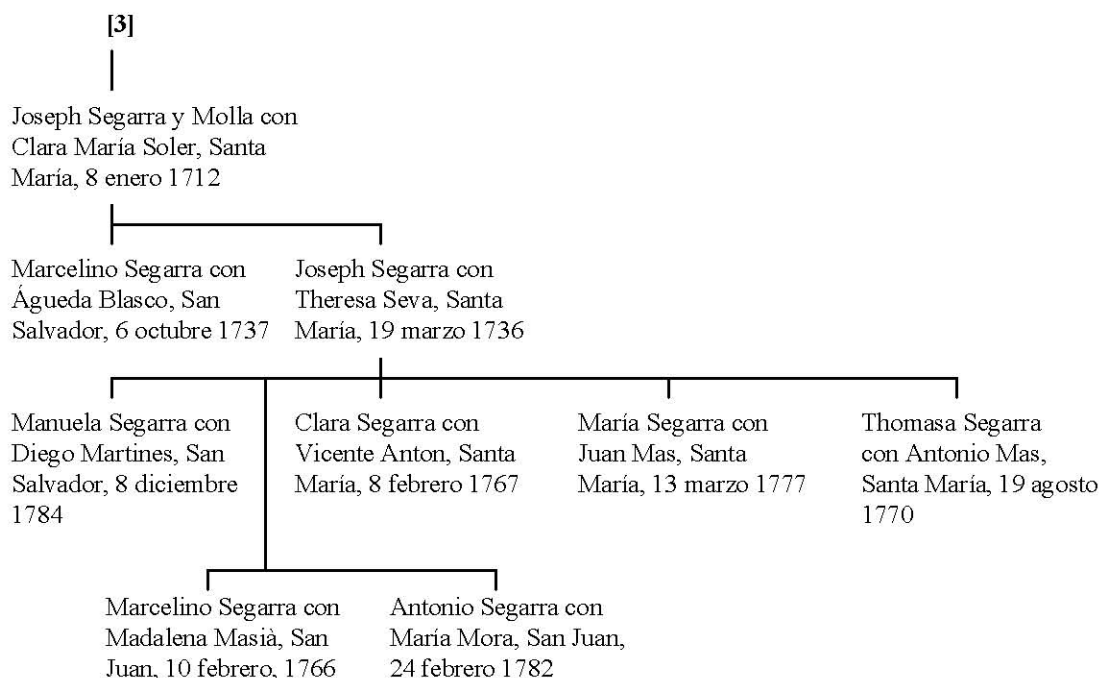 [3]
Joseph Segarra y Molla con
Clara María Soler, Santa
María, 8 enero 1712
Marcelino Segarra con
Águeda Blasco, San
Salvador, 6 octubre 1737
Joseph Segarra con
Theresa Seva, Santa
María, 19 marzo 1736
Manuela Segarra con
Diego Martines, San
Salvador, 8 diciembre
1784
Clara Segarra con
Vicente Anton, Santa
María, 8 febrero 1767
María Segarra con
Juan Mas, Santa
María, 13 marzo 1777
Thomasa Segarra
con Antonio Mas,
Santa María, 19 agosto
1770
Marcelino Segarra con
Madalena Masià, San
Juan, 10 febrero, 1766
Antonio Segarra con
María Mora, San Juan,
24 febrero 1782